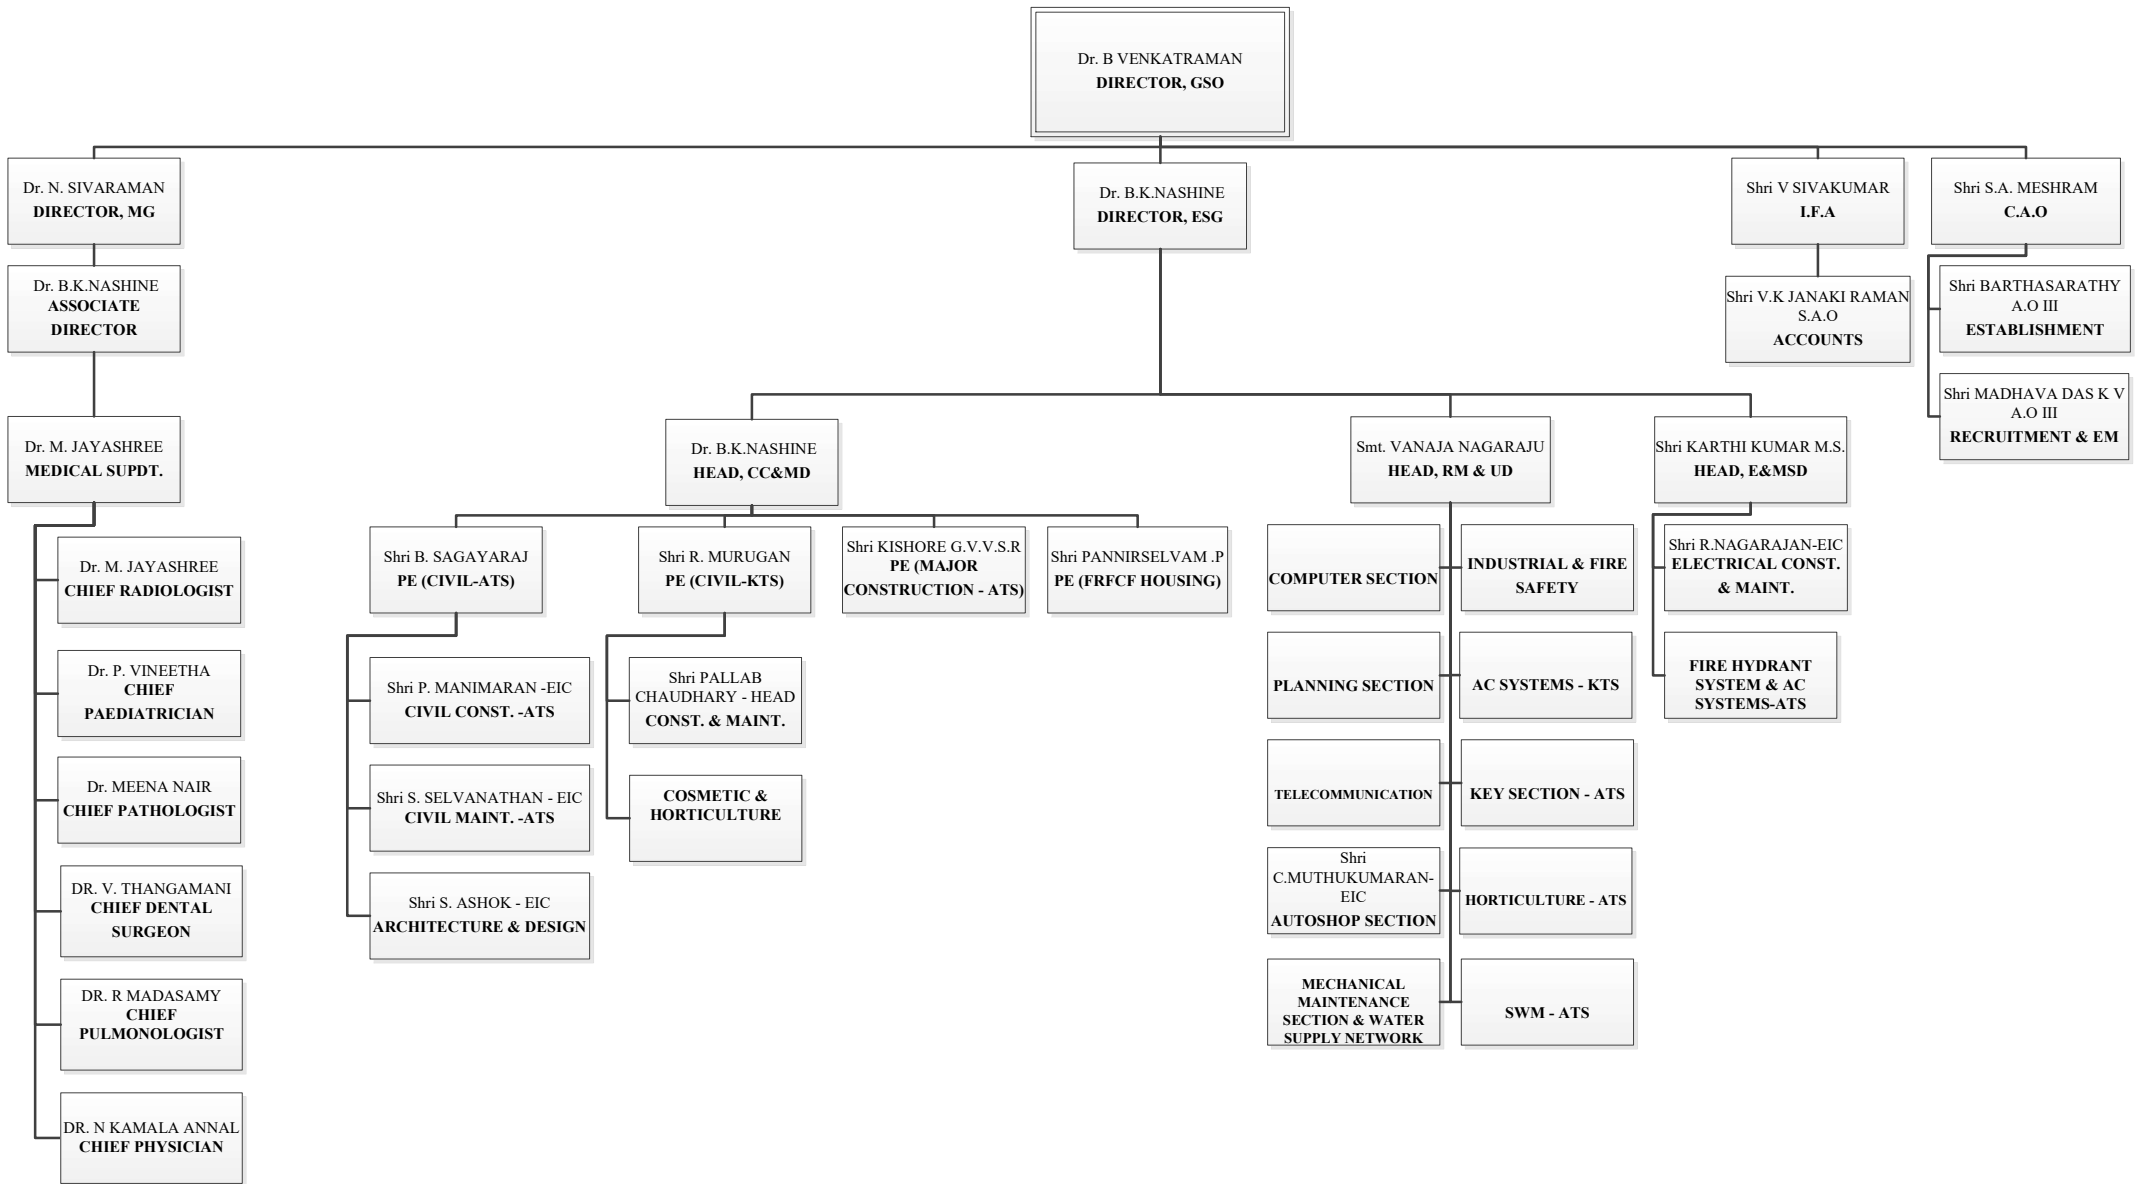 Dr. B VENKATRAMAN
DIRECTOR, GSO
Dr. N. SIVARAMAN
DIRECTOR, MG
Dr. B.K.NASHINE
DIRECTOR, ESG
Shri V SIVAKUMAR
I.F.A
Shri S.A. MESHRAM
C.A.O
Dr. B.K.NASHINE
ASSOCIATE
DIRECTOR
Shri V.K JANAKI RAMAN
S.A.O
ACCOUNTS
Shri BARTHASARATHY
A.O III
ESTABLISHMENT
Shri MADHAVA DAS K V
A.O III
RECRUITMENT & EM
Dr. M. JAYASHREE
MEDICAL SUPDT.
Dr. B.K.NASHINE
HEAD, CC&MD
Smt. VANAJA NAGARAJU
HEAD, RM & UD
Shri KARTHI KUMAR M.S.
HEAD, E&MSD
Dr. M. JAYASHREE
CHIEF RADIOLOGIST
Dr. P. VINEETHA
CHIEF
PAEDIATRICIAN
Dr. MEENA NAIR
CHIEF PATHOLOGIST
DR. V. THANGAMANI
CHIEF DENTAL
SURGEON
DR. R MADASAMY
CHIEF
PULMONOLOGIST
DR. N KAMALA ANNAL
CHIEF PHYSICIAN
Shri B. SAGAYARAJ
PE (CIVIL-ATS)
Shri R. MURUGAN
PE (CIVIL-KTS)
Shri KISHORE G.V.V.S.R
PE (MAJOR
CONSTRUCTION - ATS)
Shri PANNIRSELVAM .P
PE (FRFCF HOUSING)
Shri P. MANIMARAN -EIC
CIVIL CONST. -ATS
Shri S. SELVANATHAN - EIC
CIVIL MAINT. -ATS
Shri S. ASHOK - EIC
ARCHITECTURE & DESIGN
Shri PALLAB
CHAUDHARY - HEAD
CONST. & MAINT.
COSMETIC &
HORTICULTURE
COMPUTER SECTION
INDUSTRIAL & FIRE
SAFETY
PLANNING SECTION
AC SYSTEMS - KTS
TELECOMMUNICATION
KEY SECTION - ATS
Shri
C.MUTHUKUMARAN-
EIC
AUTOSHOP SECTION
HORTICULTURE - ATS
MECHANICAL
MAINTENANCE
SECTION & WATER
SUPPLY NETWORK
SWM - ATS
Shri R.NAGARAJAN-EIC
ELECTRICAL CONST.
& MAINT.
FIRE HYDRANT
SYSTEM & AC
SYSTEMS-ATS